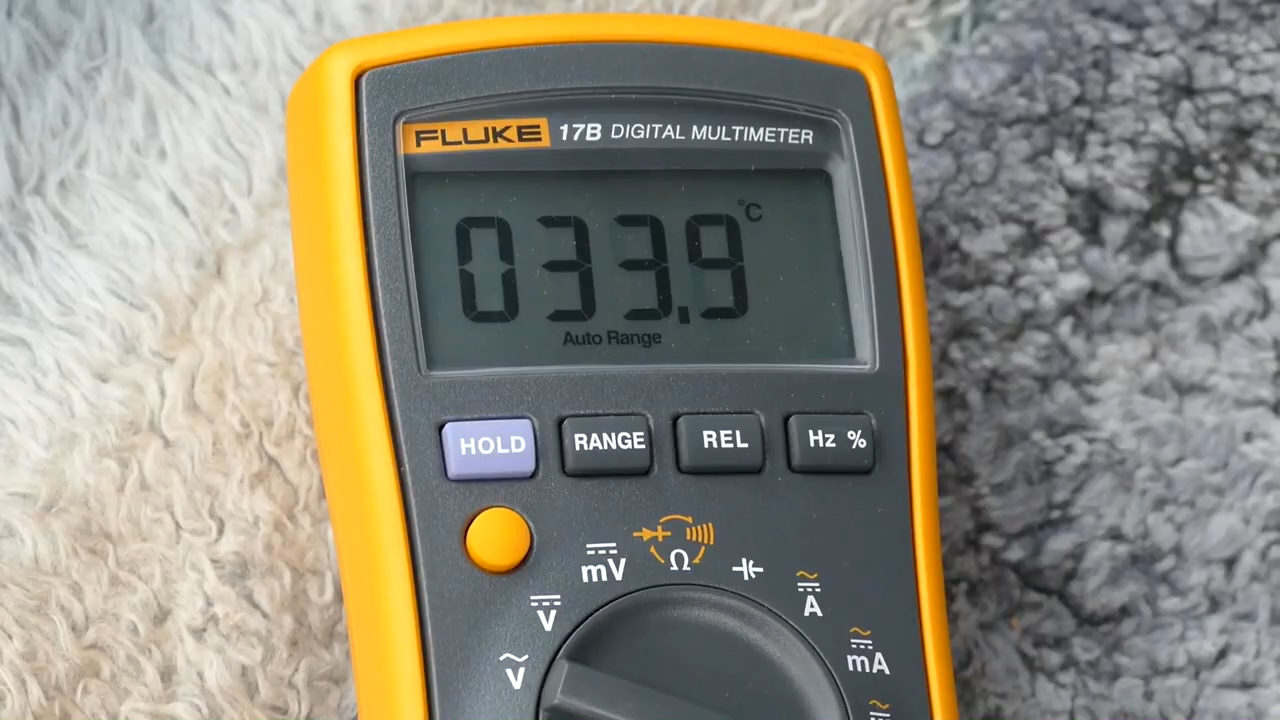 FLUKE 17B DIGITAL MULTIMETER
033.9 °C
Auto Range
HOLD RANGE REL Hz %
mV Ω
V A
V mA